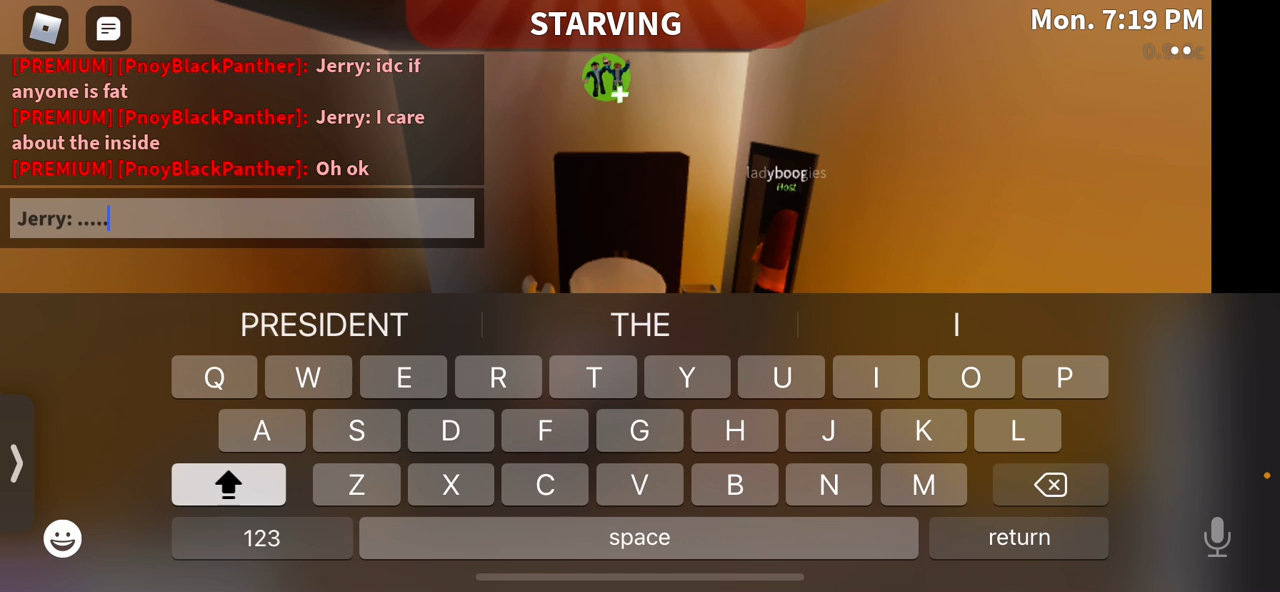 STARVING
Mon. 7:19 PM
[PREMIUM] [PnoyBlackPanther]: Jerry: idc if
anyone is fat
[PREMIUM] [PnoyBlackPanther]: Jerry: I care
about the inside
[PREMIUM] [PnoyBlackPanther]: Oh ok
Jerry: .....
ladyboogies
Host
PRESIDENT THE I
Q W E R T Y U I O P
A S D F G H J K L
Z X C V B N M
123 space return